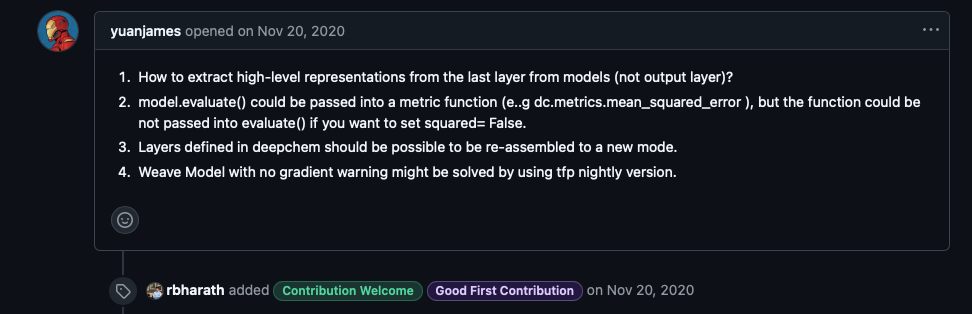 yuanjames opened on Nov 20, 2020
1. How to extract high-level representations from the last layer from models (not output layer)?
2. model.evaluate() could be passed into a metric function (e..g dc.metrics.mean_squared_error ), but the function could be
not passed into evaluate() if you want to set squared= False.
3. Layers defined in deepchem should be possible to be re-assembled to a new mode.
4. Weave Model with no gradient warning might be solved by using tfp nightly version.
rbharath added Contribution Welcome Good First Contribution on Nov 20, 2020